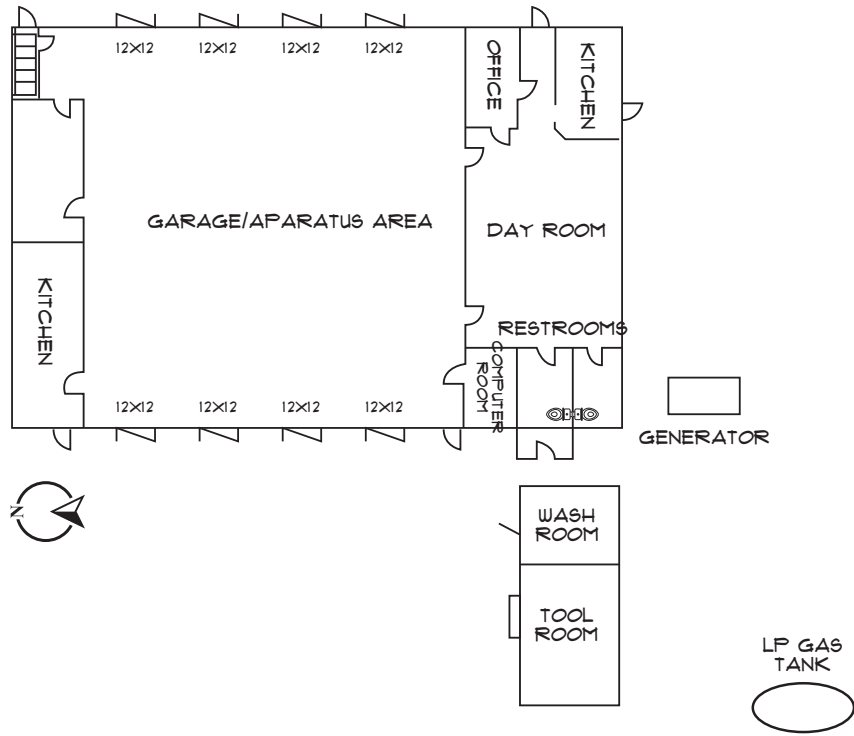 12X12
12X12
12X12
12X12
OFFICE
KITCHEN
GARAGE/APARATUS AREA
DAY ROOM
KITCHEN
RESTROOMS
COMPUTER
ROOM
12X12
12X12
12X12
12X12
GENERATOR
N
WASH
ROOM
TOOL
ROOM
LP GAS
TANK